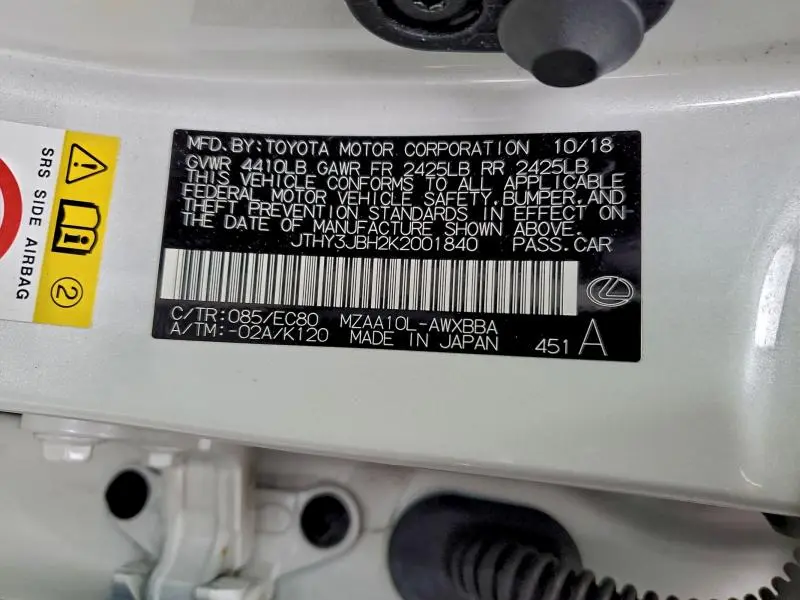 MFD. BY: TOYOTA MOTOR CORPORATION 10/18
GVWR 4410LB GAWR FR 2425LB RR 2425LB
THIS VEHICLE CONFORMS TO ALL APPLICABLE
FEDERAL MOTOR VEHICLE SAFETY, BUMPER, AND
THEFT PREVENTION STANDARDS IN EFFECT ON
THE DATE OF MANUFACTURE SHOWN ABOVE.
JTHY3JBH2K2001840 PASS. CAR
C/TR: 085/EC80 MZAA10L-AWXBBA
A/TM: -02A/K120 MADE IN JAPAN 451 A
SRS SIDE AIRBAG
2